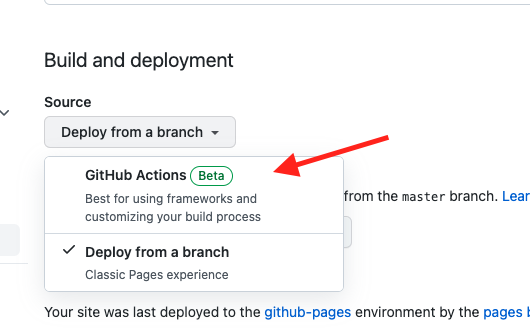 Build and deployment
Source
Deploy from a branch
GitHub Actions Beta
Best for using frameworks and
customizing your build process
from the master branch. Lear
Deploy from a branch
Classic Pages experience
Your site was last deployed to the github-pages environment by the pages b